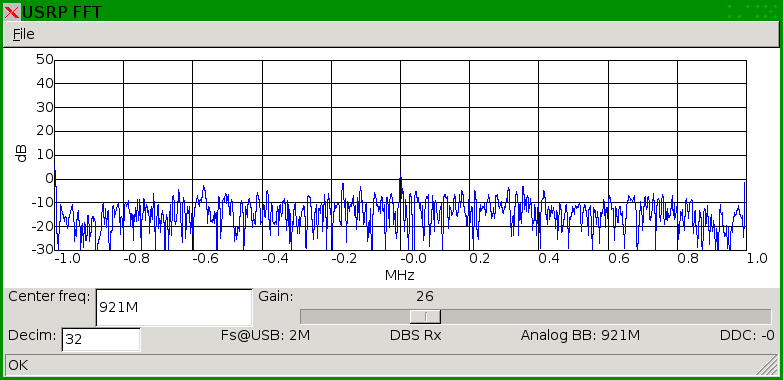 USRP FFT
File
50
40
30
20
10
0
-10
-20
-30
dB
-1.0 -0.8 -0.6 -0.4 -0.2 -0.0 0.2 0.4 0.6 0.8 1.0
MHz
Center freq: 921M Gain: 26
Decim: 32 Fs@USB: 2M DBS Rx Analog BB: 921M DDC: -0
OK